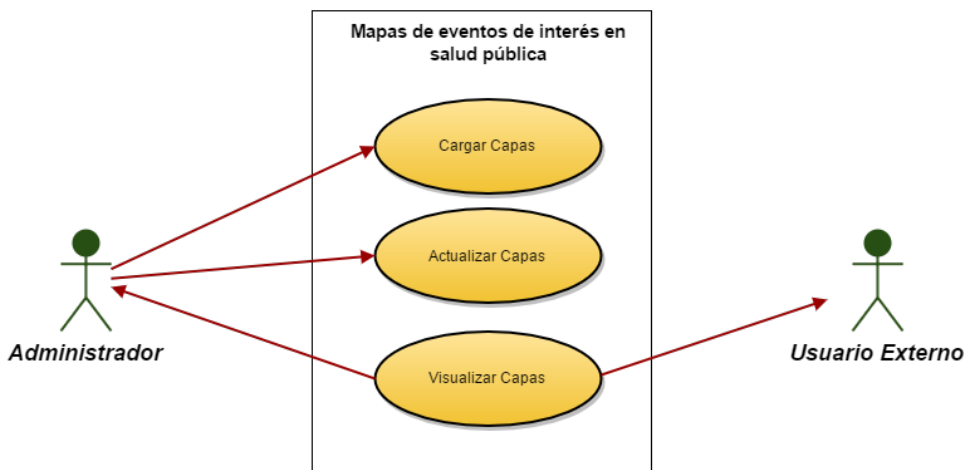 Mapas de eventos de interés en
salud pública
Cargar Capas
Actualizar Capas
Visualizar Capas
Administrador
Usuario Externo